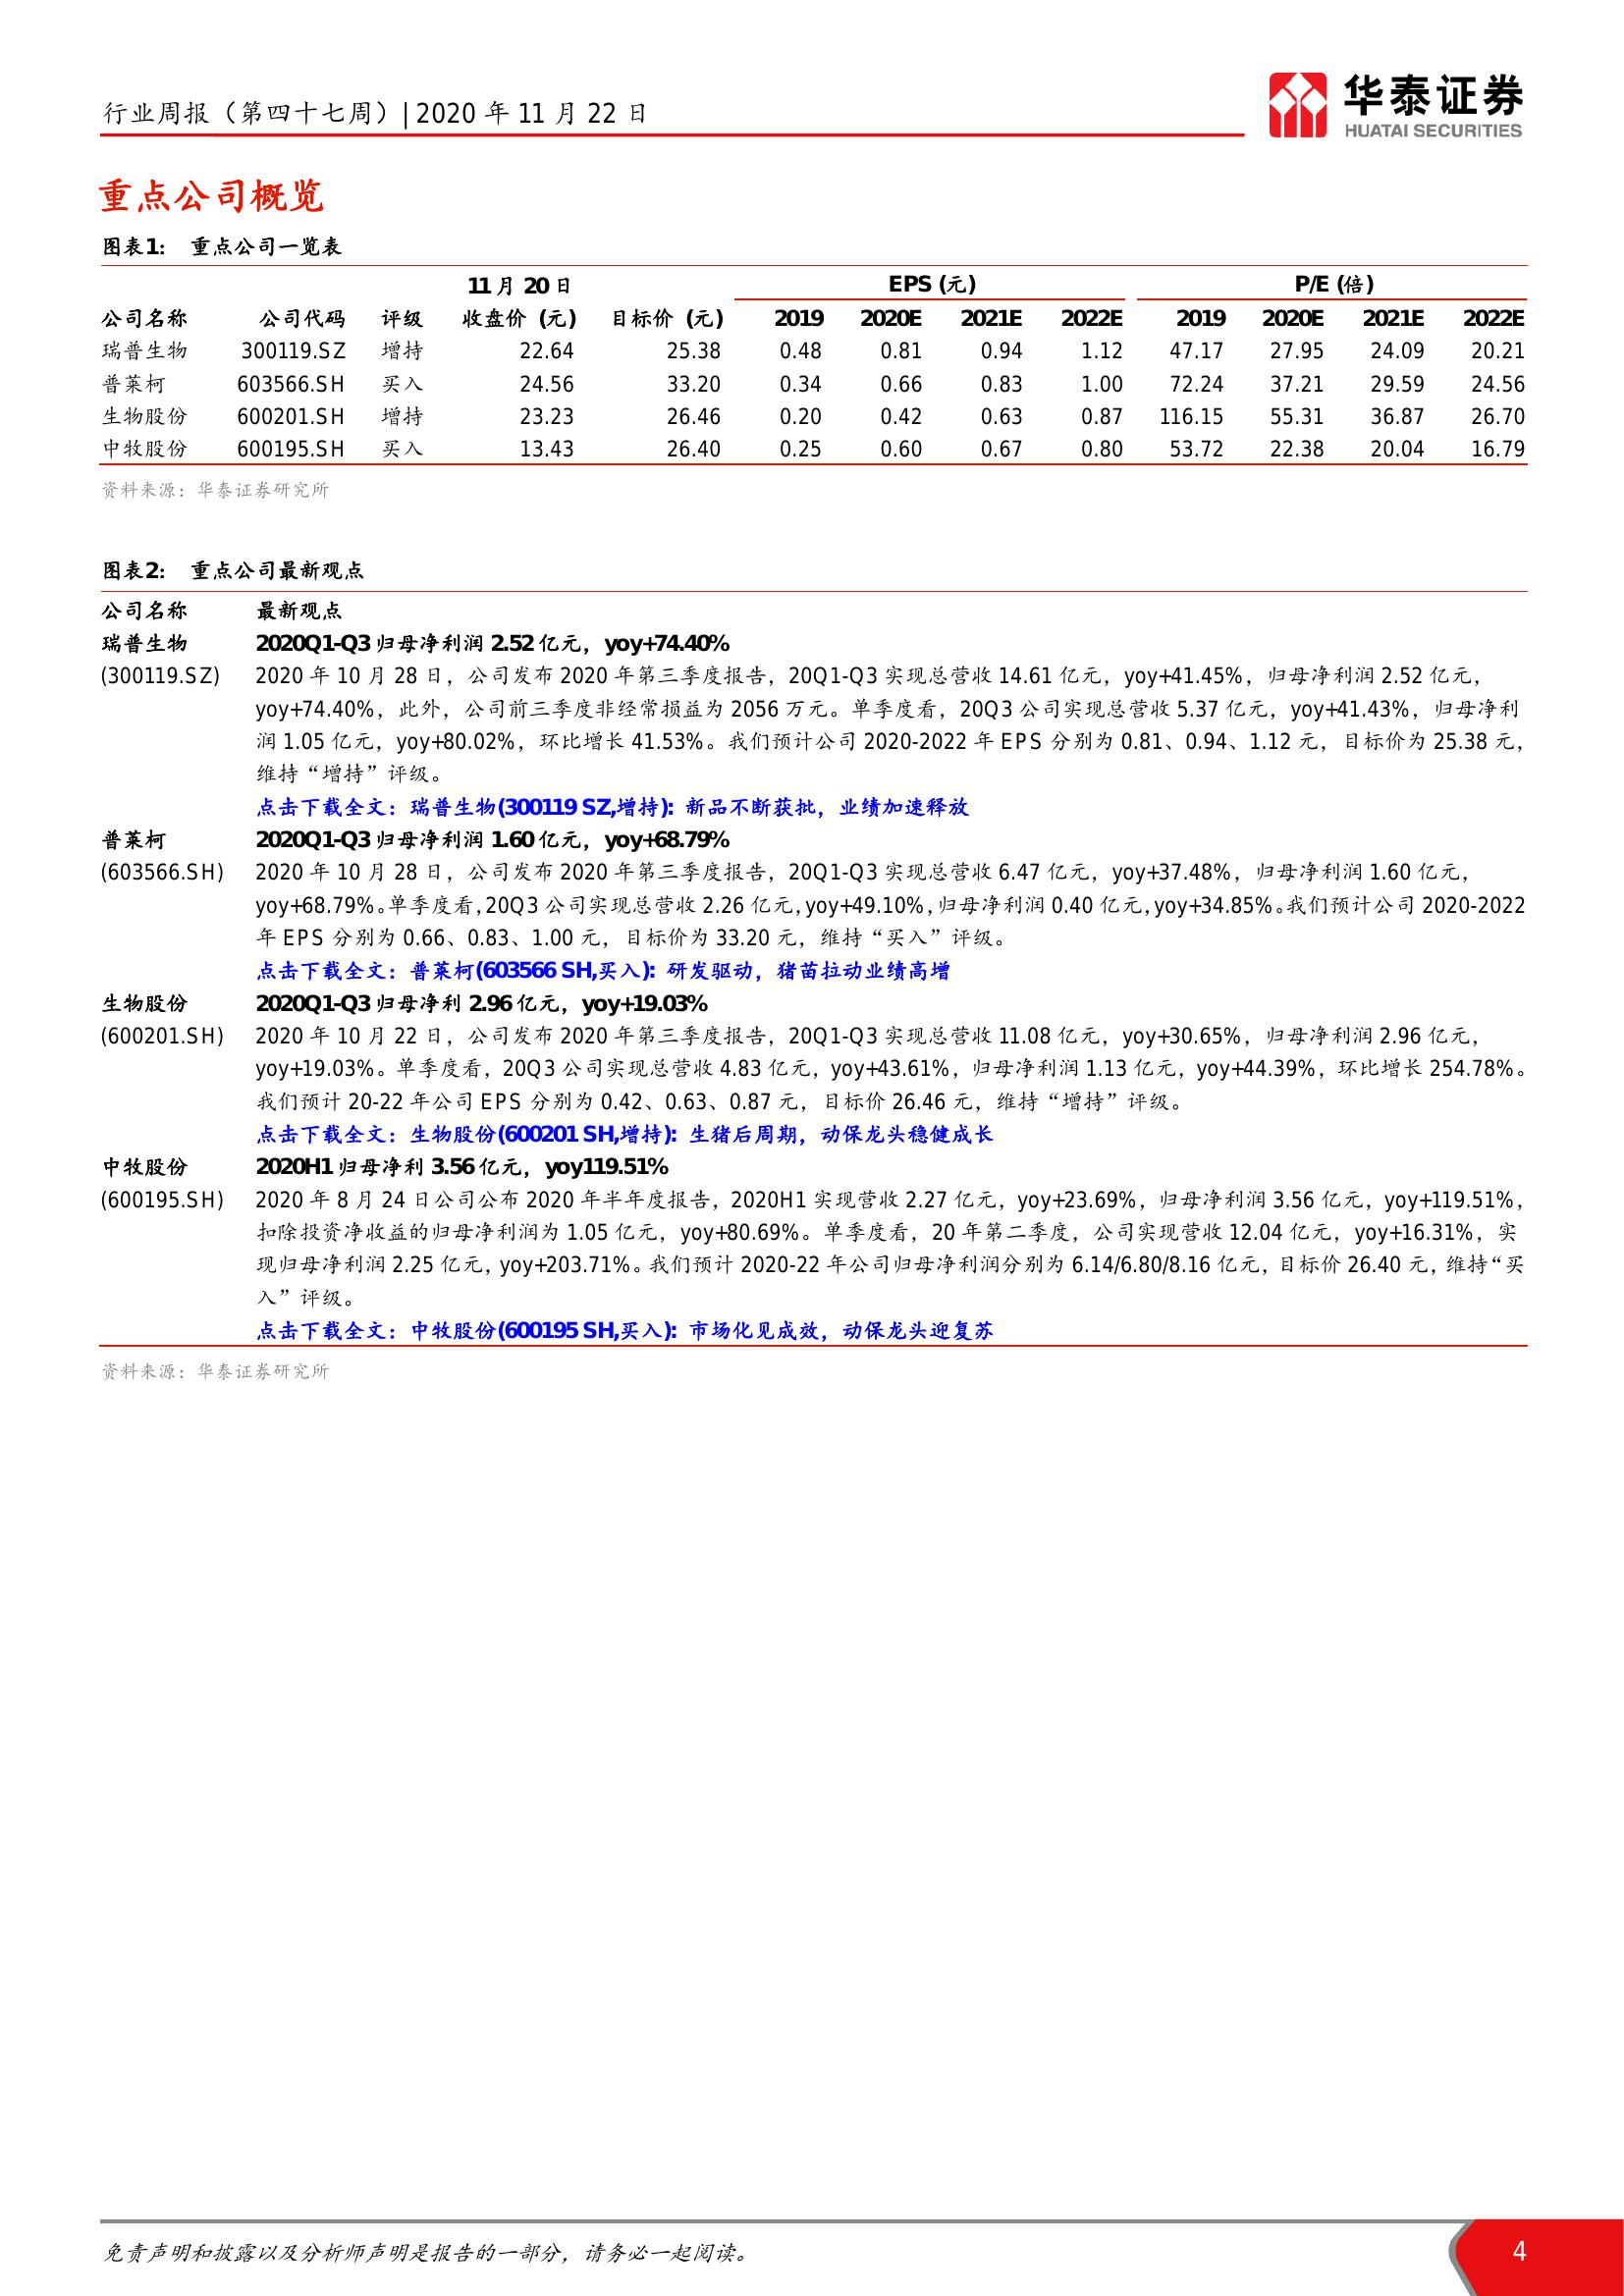 行业周报（第四十七周）| 2020 年 11 月 22 日
华泰证券
HUATAI SECURITIES
重点公司概览
图表1： 重点公司一览表
11 月 20 日 EPS (元) P/E (倍)
公司名称 公司代码 评级 收盘价 (元) 目标价 (元) 2019 2020E 2021E 2022E 2019 2020E 2021E 2022E
瑞普生物 300119.SZ 增持 22.64 25.38 0.48 0.81 0.94 1.12 47.17 27.95 24.09 20.21
普莱柯 603566.SH 买入 24.56 33.20 0.34 0.66 0.83 1.00 72.24 37.21 29.59 24.56
生物股份 600201.SH 增持 23.23 26.46 0.20 0.42 0.63 0.87 116.15 55.31 36.87 26.70
中牧股份 600195.SH 买入 13.43 26.40 0.25 0.60 0.67 0.80 53.72 22.38 20.04 16.79
资料来源：华泰证券研究所
图表2： 重点公司最新观点
公司名称 最新观点
瑞普生物 2020Q1-Q3 归母净利润 2.52 亿元，yoy+74.40%
(300119.SZ) 2020 年 10 月 28 日，公司发布 2020 年第三季度报告，20Q1-Q3 实现总营收 14.61 亿元，yoy+41.45%，归母净利润 2.52 亿元，
yoy+74.40%，此外，公司前三季度非经常损益为 2056 万元。单季度看，20Q3 公司实现总营收 5.37 亿元，yoy+41.43%，归母净利
润 1.05 亿元，yoy+80.02%，环比增长 41.53%。我们预计公司 2020-2022 年 EPS 分别为 0.81、0.94、1.12 元，目标价为 25.38 元，
维持“增持”评级。
点击下载全文：瑞普生物(300119 SZ,增持): 新品不断获批，业绩加速释放
普莱柯 2020Q1-Q3 归母净利润 1.60 亿元，yoy+68.79%
(603566.SH) 2020 年 10 月 28 日，公司发布 2020 年第三季度报告，20Q1-Q3 实现总营收 6.47 亿元，yoy+37.48%，归母净利润 1.60 亿元，
yoy+68.79%。单季度看，20Q3 公司实现总营收 2.26 亿元，yoy+49.10%，归母净利润 0.40 亿元，yoy+34.85%。我们预计公司 2020-2022
年 EPS 分别为 0.66、0.83、1.00 元，目标价为 33.20 元，维持“买入”评级。
点击下载全文：普莱柯(603566 SH,买入): 研发驱动，猪苗拉动业绩高增
生物股份 2020Q1-Q3 归母净利 2.96 亿元，yoy+19.03%
(600201.SH) 2020 年 10 月 22 日，公司发布 2020 年第三季度报告，20Q1-Q3 实现总营收 11.08 亿元，yoy+30.65%，归母净利润 2.96 亿元，
yoy+19.03%。单季度看，20Q3 公司实现总营收 4.83 亿元，yoy+43.61%，归母净利润 1.13 亿元，yoy+44.39%，环比增长 254.78%。
我们预计 20-22 年公司 EPS 分别为 0.42、0.63、0.87 元，目标价 26.46 元，维持“增持”评级。
点击下载全文：生物股份(600201 SH,增持): 生猪后周期，动保龙头稳健成长
中牧股份 2020H1 归母净利 3.56 亿元，yoy119.51%
(600195.SH) 2020 年 8 月 24 日公司公布 2020 年半年度报告，2020H1 实现营收 2.27 亿元，yoy+23.69%，归母净利润 3.56 亿元，yoy+119.51%，
扣除投资净收益的归母净利润为 1.05 亿元，yoy+80.69%。单季度看，20 年第二季度，公司实现营收 12.04 亿元，yoy+16.31%，实
现归母净利润 2.25 亿元，yoy+203.71%。我们预计 2020-22 年公司归母净利润分别为 6.14/6.80/8.16 亿元，目标价 26.40 元，维持“买
入”评级。
点击下载全文：中牧股份(600195 SH,买入): 市场化见成效，动保龙头迎复苏
资料来源：华泰证券研究所
免责声明和披露以及分析师声明是报告的一部分，请务必一起阅读。 4